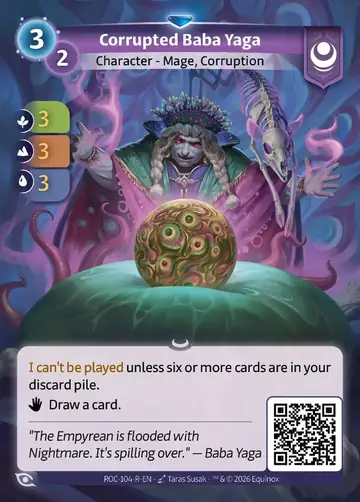 3
Corrupted Baba Yaga
2
Character - Mage, Corruption
3
3
3
I can't be played unless six or more cards are in your
discard pile.
Draw a card.
"The Empyrean is flooded with
Nightmare. It's spilling over." — Baba Yaga
ROC-104-R-EN - Taras Susak - ™ & © 2026 Equinox